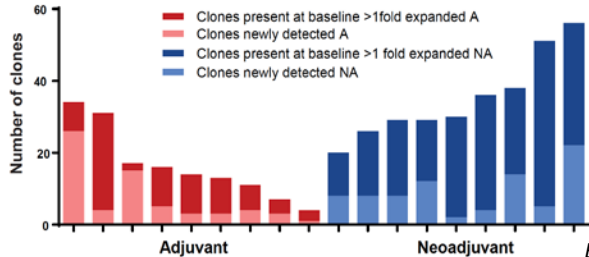 60
40
20
0
Number of clones
Clones present at baseline >1fold expanded A
Clones newly detected A
Clones present at baseline >1 fold expanded NA
Clones newly detected NA
Adjuvant
Neoadjuvant